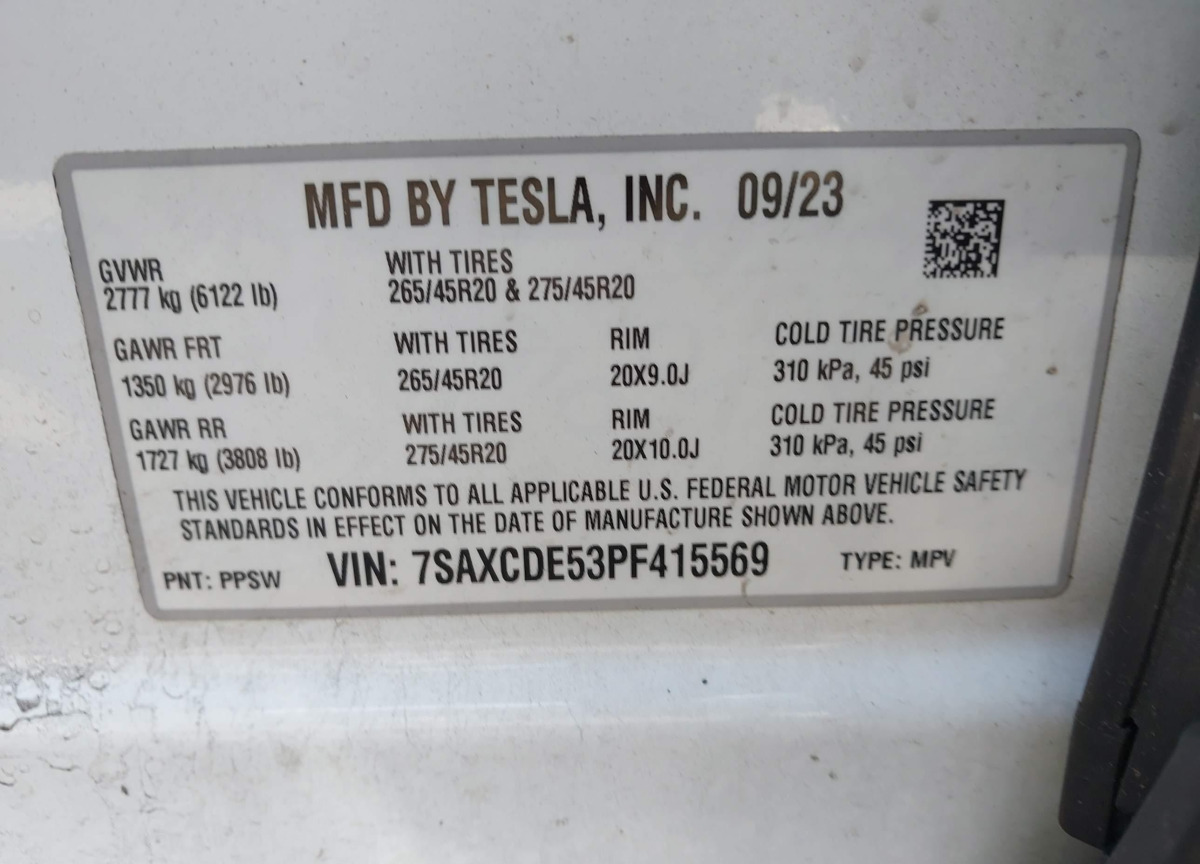 MFD BY TESLA, INC. 09/23
GVWR WITH TIRES
2777 kg (6122 lb) 265/45R20 & 275/45R20
GAWR FRT WITH TIRES RIM COLD TIRE PRESSURE
1350 kg (2976 lb) 265/45R20 20X9.0J 310 kPa, 45 psi
GAWR RR WITH TIRES RIM COLD TIRE PRESSURE
1727 kg (3808 lb) 275/45R20 20X10.0J 310 kPa, 45 psi
THIS VEHICLE CONFORMS TO ALL APPLICABLE U.S. FEDERAL MOTOR VEHICLE SAFETY
STANDARDS IN EFFECT ON THE DATE OF MANUFACTURE SHOWN ABOVE.
PNT: PPSW VIN: 7SAXCDE53PF415569 TYPE: MPV